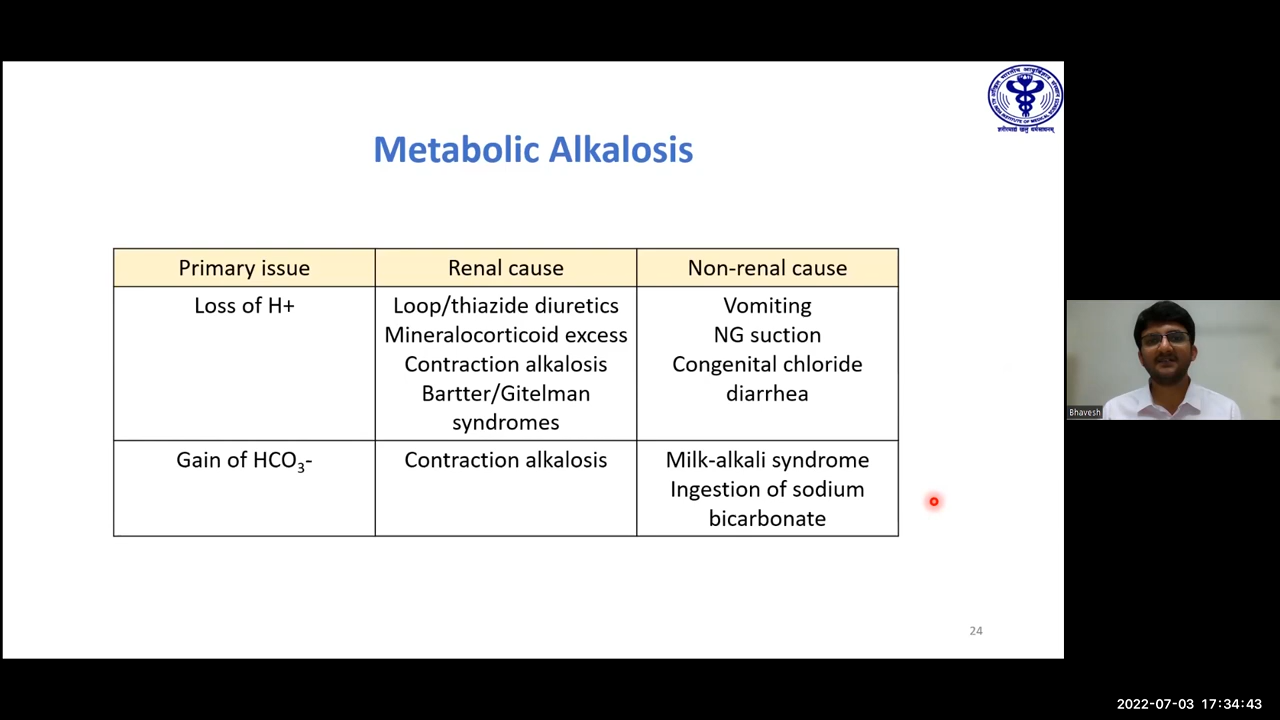 Metabolic Alkalosis
Primary issue
Renal cause
Non-renal cause
Loss of H+
Loop/thiazide diuretics
Mineralocorticoid excess
Contraction alkalosis
Bartter/Gitelman
syndromes
Vomiting
NG suction
Congenital chloride
diarrhea
Gain of HCO₃-
Contraction alkalosis
Milk-alkali syndrome
Ingestion of sodium
bicarbonate
24
Bhavesh
2022-07-03 17:34:43